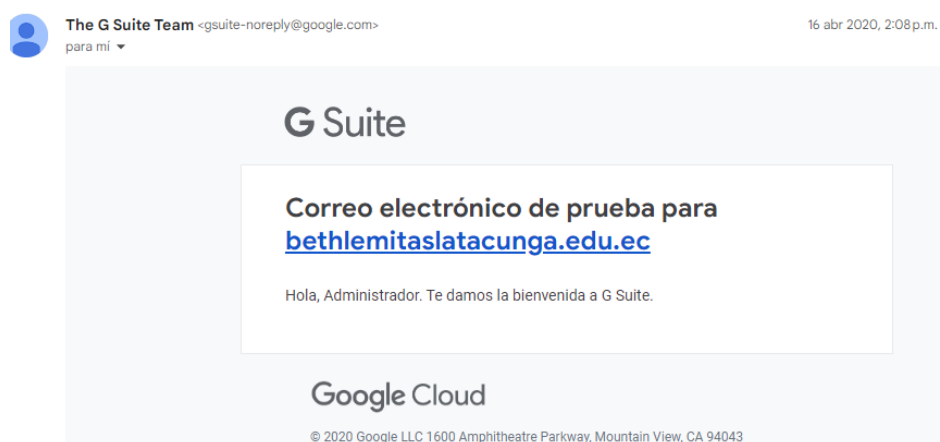 The G Suite Team <gsuite-noreply@google.com>
16 abr 2020, 2:08 p.m.
para mí
G Suite
Correo electrónico de prueba para
bethlemitaslatacunga.edu.ec
Hola, Administrador. Te damos la bienvenida a G Suite.
Google Cloud
© 2020 Google LLC 1600 Amphitheatre Parkway, Mountain View, CA 94043